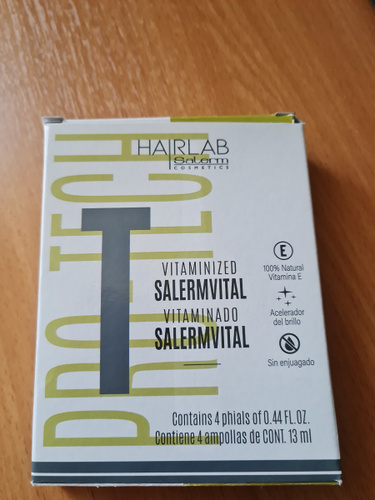 HAIRLAB
Salerm
COSMETICS
PRO-TECH
T
VITAMINIZED
SALERMVITAL
VITAMINADO
SALERMVITAL
E
100% Natural
Vitamina E
Acelerador
del brillo
Sin enjuagado
Contains 4 phials of 0.44 FL.OZ.
Contiene 4 ampollas de CONT. 13 ml